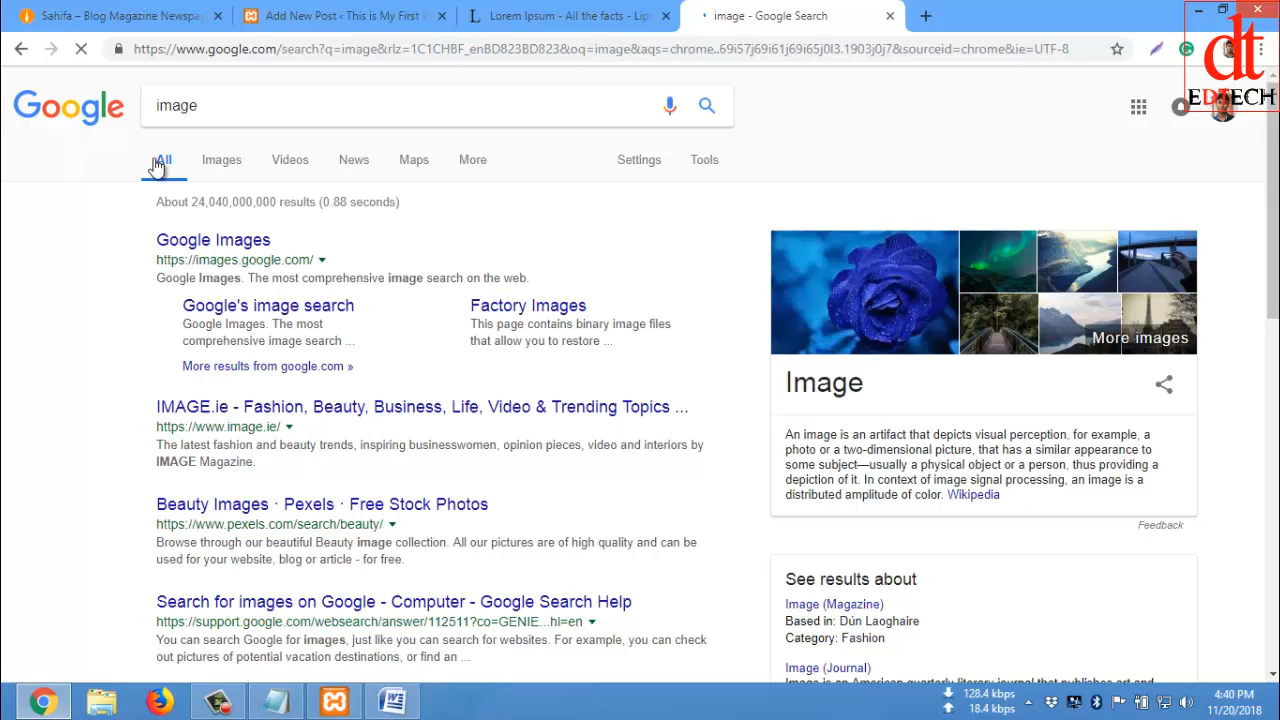 Sahifa – Blog Magazine Newspap
Add New Post ‹ This is My First
Lorem Ipsum - All the facts - Lip
image - Google Search
https://www.google.com/search?q=image&rlz=1C1CHBF_enBD823BD823&oq=image&aqs=chrome..69i57j69i61j69i65j0l3.1903j0j7&sourceid=chrome&ie=UTF-8
dt
EDTECH
Google
image
All Images Videos News Maps More Settings Tools
About 24,040,000,000 results (0.88 seconds)
Google Images
https://images.google.com/
Google Images. The most comprehensive image search on the web.
Google's image search
Google Images. The most
comprehensive image search ...
Factory Images
This page contains binary image files
that allow you to restore ...
More results from google.com »
IMAGE.ie - Fashion, Beauty, Business, Life, Video & Trending Topics ...
https://www.image.ie/
The latest fashion and beauty trends, inspiring businesswomen, opinion pieces, video and interiors by
IMAGE Magazine.
Beauty Images · Pexels · Free Stock Photos
https://www.pexels.com/search/beauty/
Browse through our beautiful Beauty image collection. All our pictures are of high quality and can be
used for your website, blog or article - for free.
Search for images on Google - Computer - Google Search Help
https://support.google.com/websearch/answer/112511?co=GENIE...hl=en
You can search Google for images, just like you can search for websites. For example, you can check
out pictures of potential vacation destinations, or find an ...
More images
Image
An image is an artifact that depicts visual perception, for example, a
photo or a two-dimensional picture, that has a similar appearance to
some subject—usually a physical object or a person, thus providing a
depiction of it. In context of image signal processing, an image is a
distributed amplitude of color. Wikipedia
Feedback
See results about
Image (Magazine)
Based in: Dún Laoghaire
Category: Fashion
Image (Journal)
Image is an American quarterly literary journal that publishes art and
128.4 kbps
18.4 kbps
4:40 PM
11/20/2018